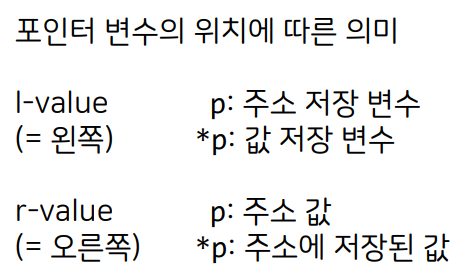 포인터 변수의 위치에 따른 의미
l-value p: 주소 저장 변수
(= 왼쪽) *p: 값 저장 변수
r-value p: 주소 값
(= 오른쪽) *p: 주소에 저장된 값